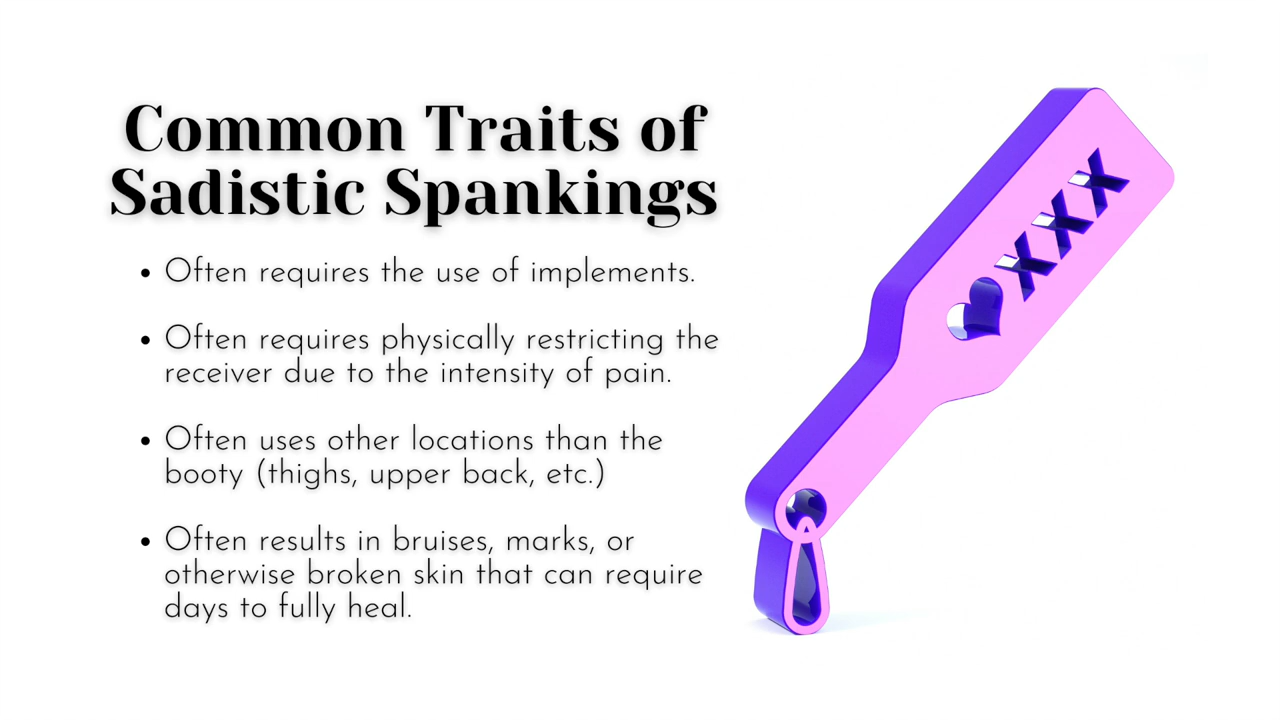 Common Traits of
Sadistic Spankings
• Often requires the use of implements.
• Often requires physically restricting the
receiver due to the intensity of pain.
• Often uses other locations than the
booty (thighs, upper back, etc.)
• Often results in bruises, marks, or
otherwise broken skin that can require
days to fully heal.
XXX